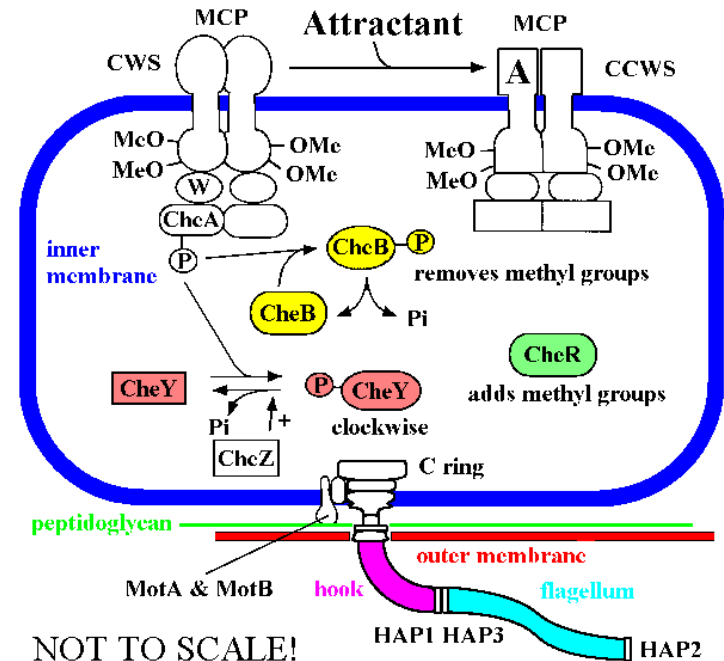 MCP
Attractant
MCP
CWS
A
CCWS
MeO
OMe
MeO
OMe
W
CheA
P
McO
OMe
MeO
OMe
inner
membrane
CheB
P
removes methyl groups
CheB
Pi
CheR
adds methyl groups
CheY
P
CheY
clockwise
Pi
+
CheZ
C ring
peptidoglycan
outer membrane
MotA & MotB
hook
flagellum
HAP1 HAP3
HAP2
NOT TO SCALE!